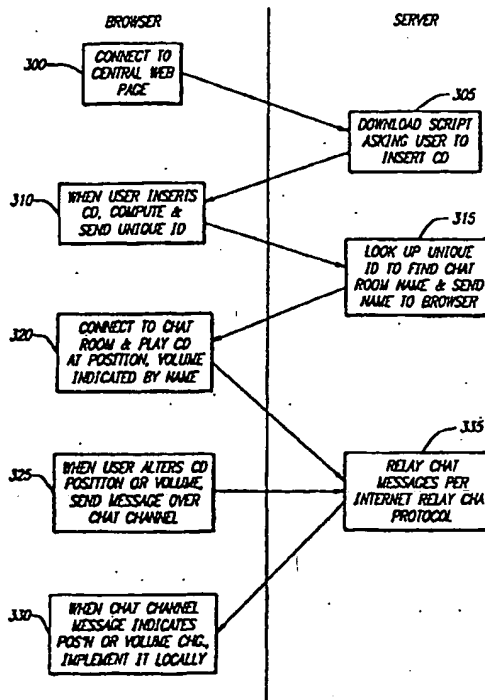 BROWSER
SERVER
300
CONNECT TO
CENTRAL WEB
PAGE
305
DOWNLOAD SCRIPT
ASKING USER TO
INSERT CD
310
WHEN USER INSERTS
CD, COMPUTE &
SEND UNIQUE ID
315
LOOK UP UNIQUE
ID TO FIND CHAT
ROOM NAME & SEND
NAME TO BROWSER
320
CONNECT TO CHAT
ROOM & PLAY CD
AT POSITION, VOLUME
INDICATED BY NAME
325
WHEN USER ALTERS CD
POSITION OR VOLUME,
SEND MESSAGE OVER
CHAT CHANNEL
335
RELAY CHAT
MESSAGES PER
INTERNET RELAY CHAT
PROTOCOL
330
WHEN CHAT CHANNEL
MESSAGE INDICATES
POS'N OR VOLUME CHG.,
IMPLEMENT IT LOCALLY